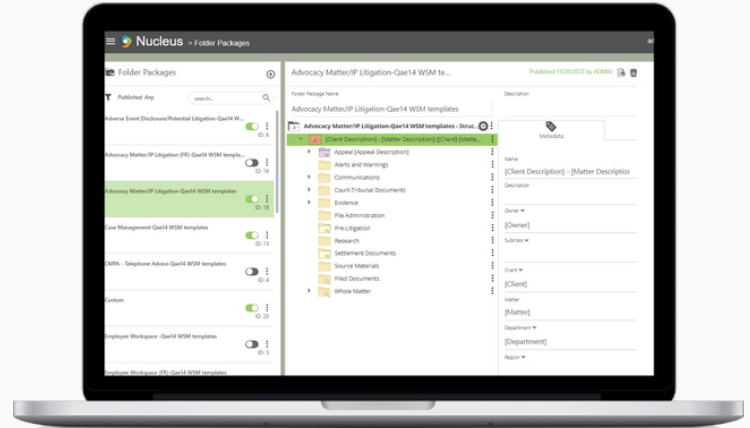 Nucleus > Folder Packages
Folder Packages
Published: Any
search...
Adverse Event Disclosure/Potential Litigation-Qae14 W...
ID: 6
Advocacy Matter/IP Litigation (FR)-Qae14 WSM templa...
ID: 16
Advocacy Matter/IP Litigation-Qae14 WSM templates
ID: 18
Case Management-Qae14 WSM templates
ID: 13
CMPA - Telephone Advice-Qae14 WSM templates
ID: 4
Custom
ID: 20
Employee Workspace -Qae14 WSM templates
ID: 3
Employee Workspace (FR)-Qae14 WSM templates
Advocacy Matter/IP Litigation-Qae14 WSM te...
Published 11/30/2023 by ADMIN
Folder Package Name
Advocacy Matter/IP Litigation-Qae14 WSM templates
Advocacy Matter/IP Litigation-Qae14 WSM templates - Struc...
[Client Description] - [Matter Description] ([Client]-[Matte...
Appeal [Appeal Description]
Alerts and Warnings
Communications
Court-Tribunal Documents
Evidence
File Administration
Pre-Litigation
Research
Settlement Documents
Source Materials
Filed Documents
Whole Matter
Description
Metadata
Name
[Client Description] - [Matter Descriptior
Description
Owner
[Owner]
Subclass
Client
[Client]
Matter
[Matter]
Department
[Department]
Region